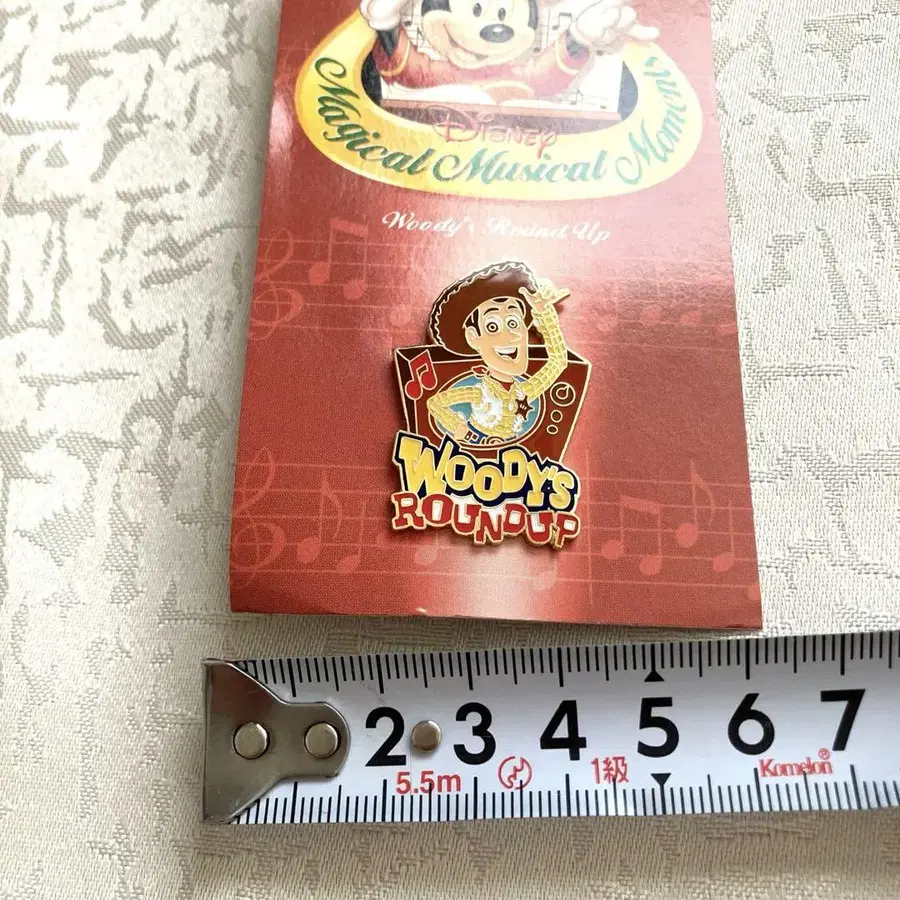 Disney
Magical Musical Moments
Woody's Round Up
WOODY'S
ROUNDUP
2 3 4 5 6 7
5.5m 1級 Komelon®